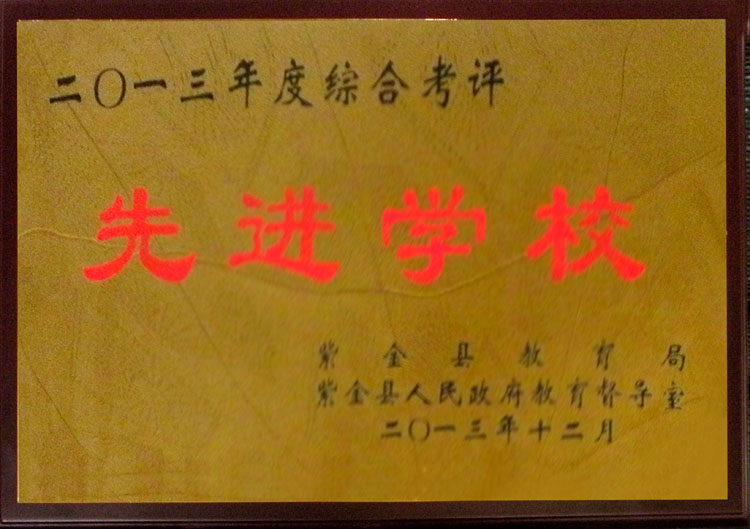 二〇一三年度综合考评
先进学校
紫金县教育局
紫金县人民政府教育督导室
二〇一三年十二月